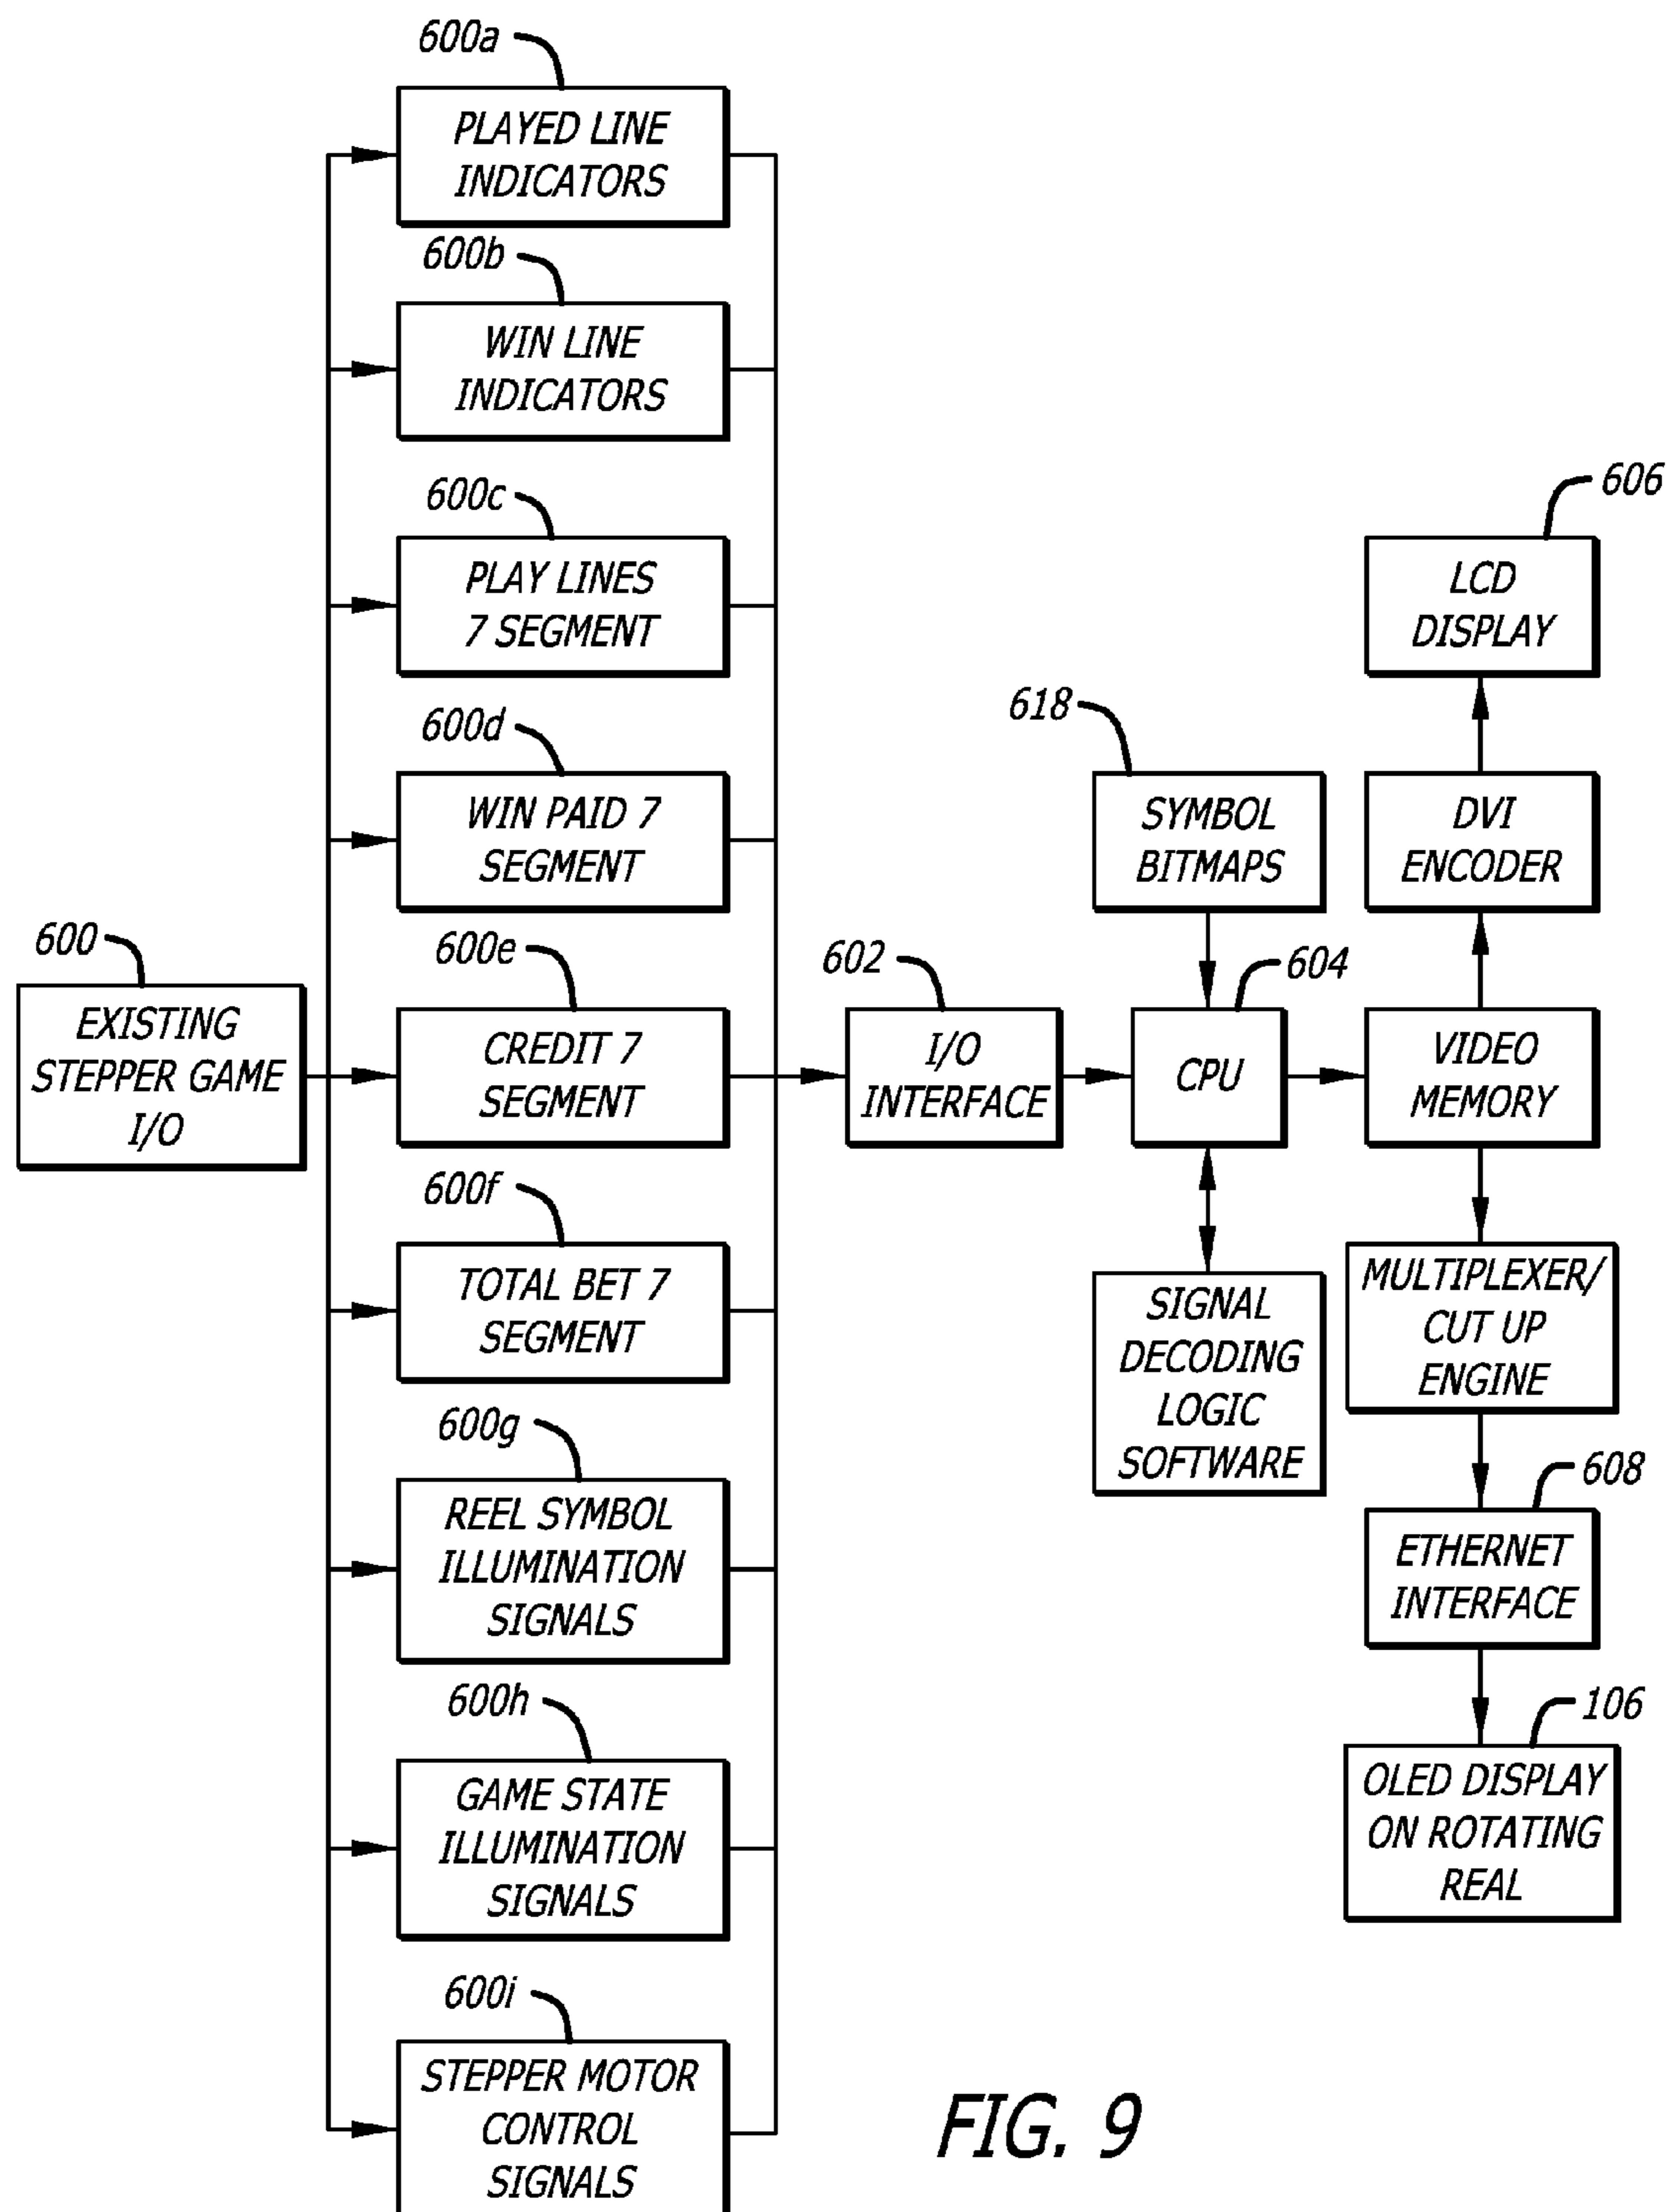 600a
PLAYED LINE
INDICATORS
600b
WIN LINE
INDICATORS
600c
PLAY LINES
7 SEGMENT
600d
WIN PAID 7
SEGMENT
600
EXISTING
STEPPER GAME
I/O
600e
CREDIT 7
SEGMENT
600f
TOTAL BET 7
SEGMENT
600g
REEL SYMBOL
ILLUMINATION
SIGNALS
600h
GAME STATE
ILLUMINATION
SIGNALS
600i
STEPPER MOTOR
CONTROL
SIGNALS
602
I/O
INTERFACE
618
SYMBOL
BITMAPS
604
CPU
SIGNAL
DECODING
LOGIC
SOFTWARE
606
LCD
DISPLAY
DVI
ENCODER
VIDEO
MEMORY
MULTIPLEXER/
CUT UP
ENGINE
608
ETHERNET
INTERFACE
106
OLED DISPLAY
ON ROTATING
REAL
FIG. 9